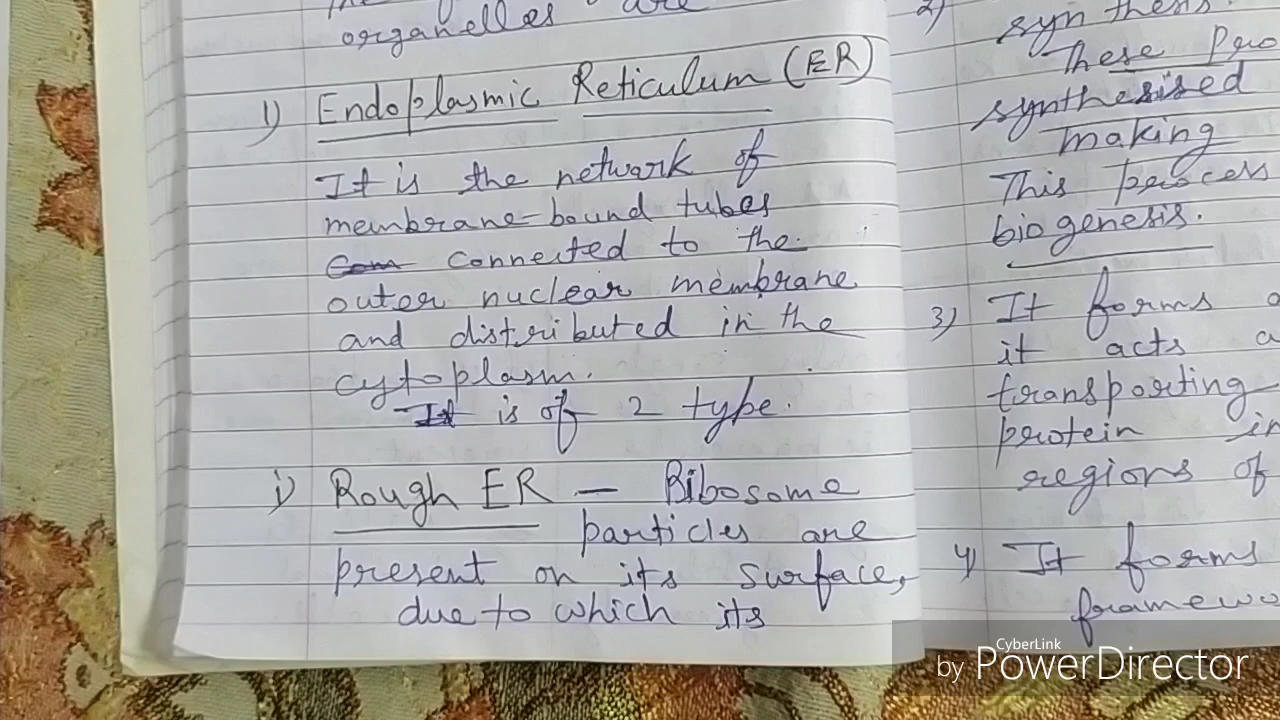 organelles are
1) Endoplasmic Reticulum (ER)
It is the network of
membrane-bound tubes
Com connected to the
outer nuclear membrane
and distributed in the
cytoplasm.
It is of 2 type.
i) Rough ER — Ribosome
particles are
present on its surface,
due to which its
2) synthesis.
These pro
synthesised
making
This process
biogenesis.
3) It forms a
it acts a
transporting
protein in
regions of
4) It forms
framewo
CyberLink
by PowerDirector